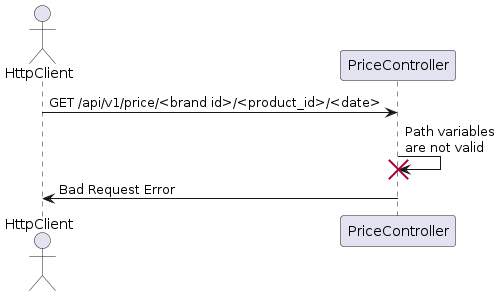 HttpClient
PriceController
GET /api/v1/price/<brand id>/<product_id>/<date>
Path variables
are not valid
Bad Request Error
HttpClient
PriceController